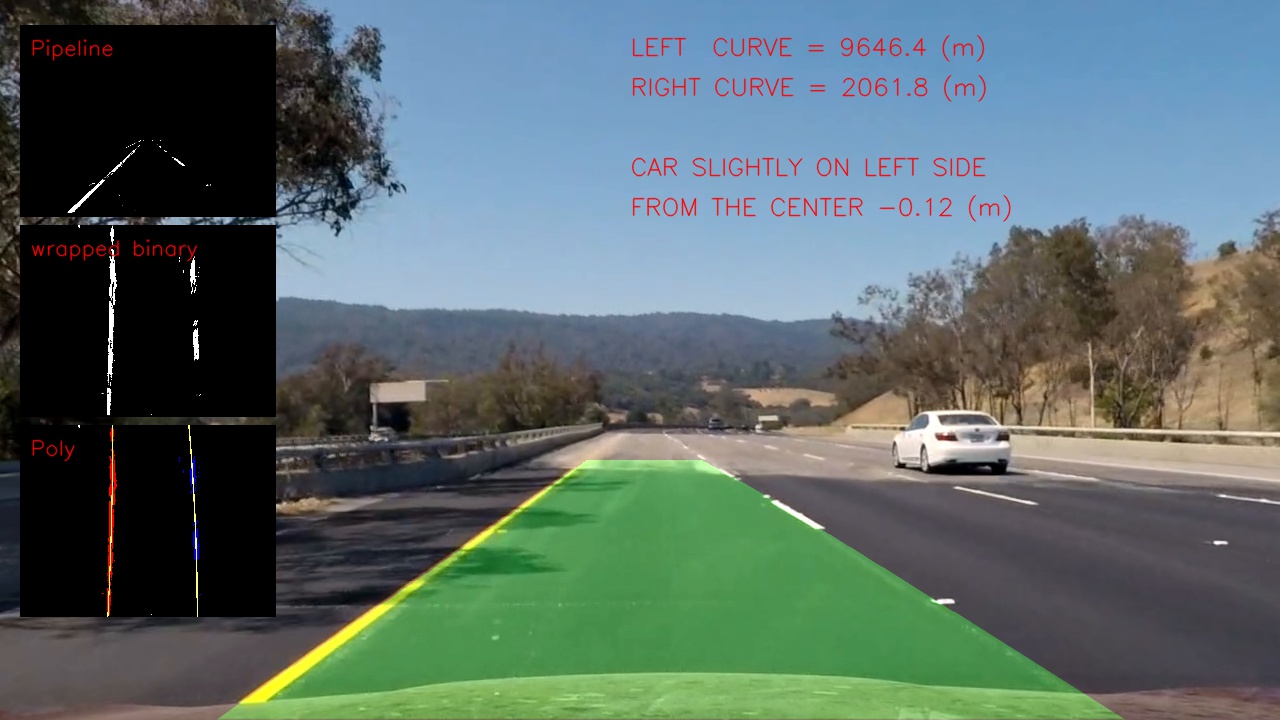 Pipeline
wrapped binary
Poly
LEFT  CURVE = 9646.4 (m)
RIGHT CURVE = 2061.8 (m)
CAR SLIGHTLY ON LEFT SIDE
FROM THE CENTER -0.12 (m)